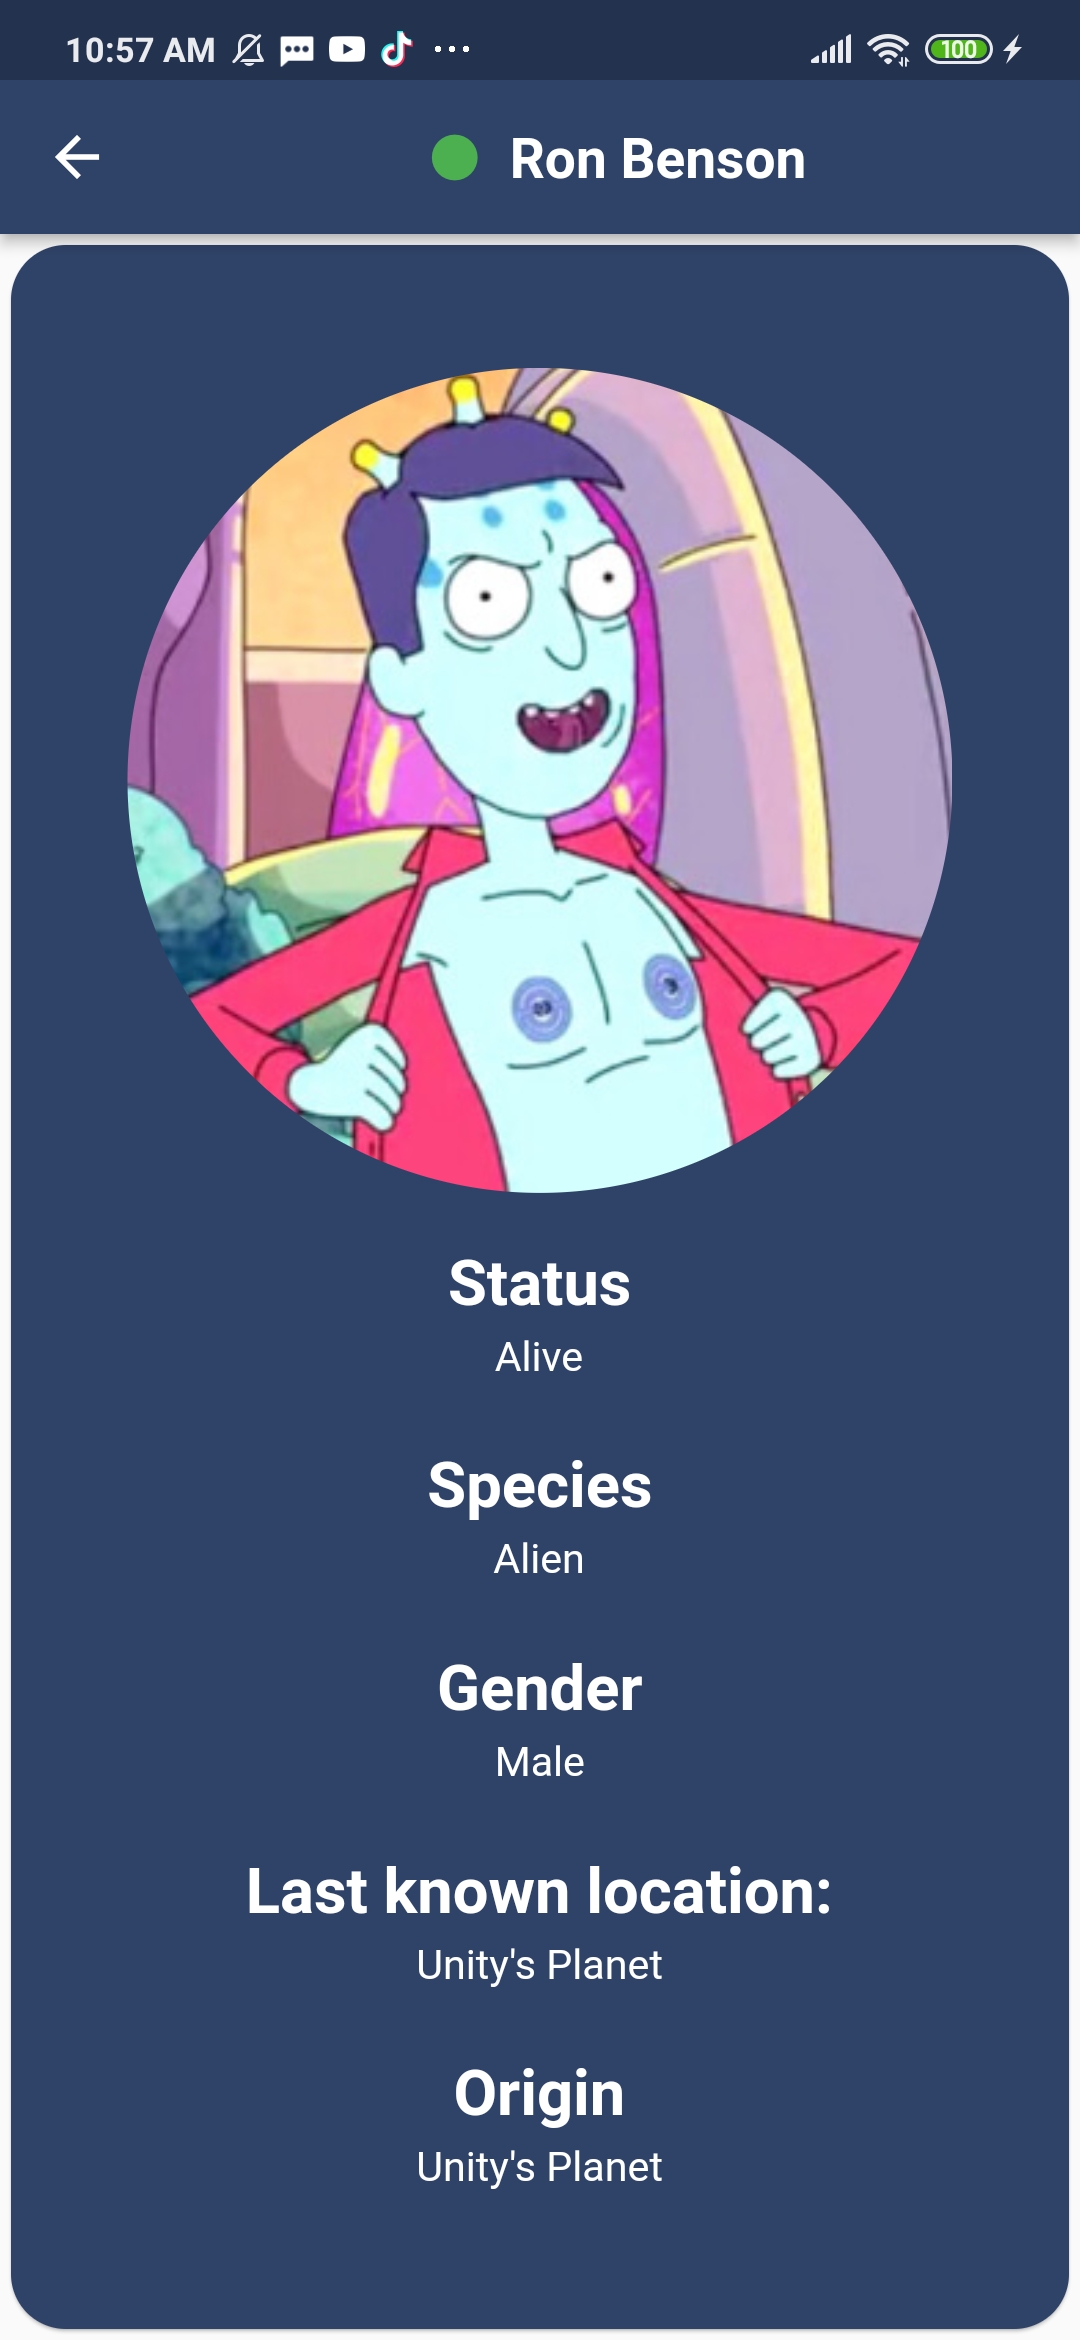 10:57 AM
100
Ron Benson
Status
Alive
Species
Alien
Gender
Male
Last known location:
Unity's Planet
Origin
Unity's Planet